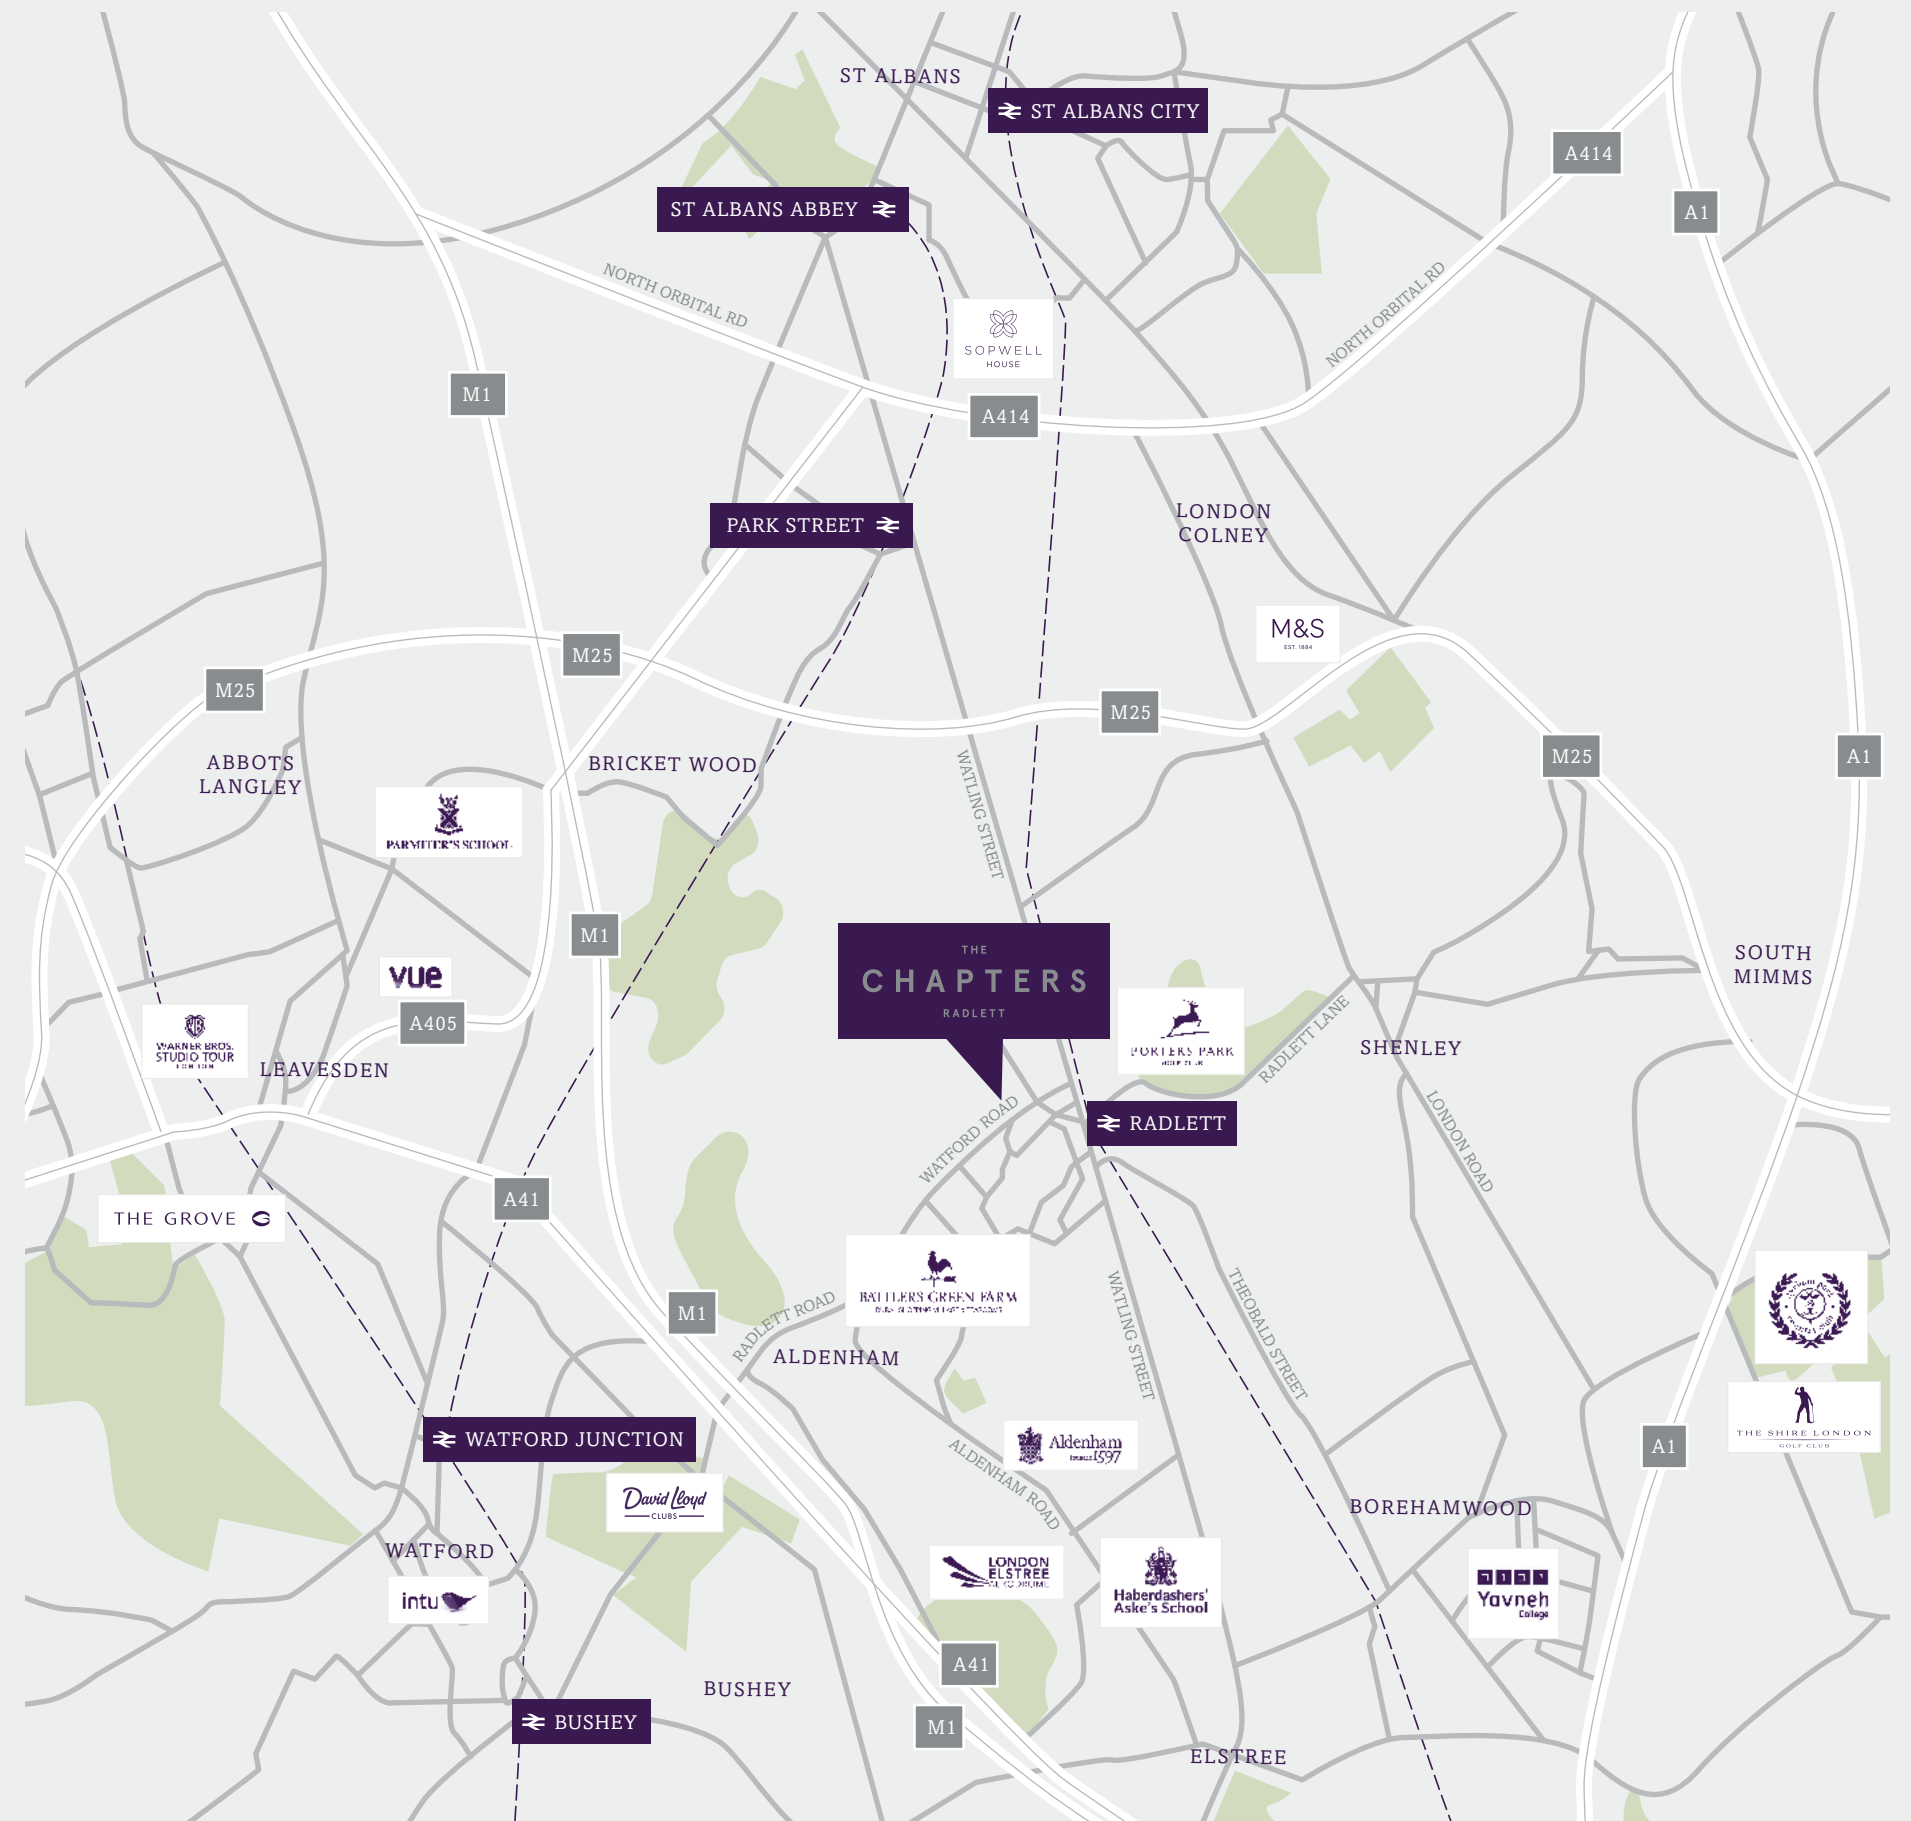 ST ALBANS
ST ALBANS CITY
A414
ST ALBANS ABBEY
A1
NORTH ORBITAL RD
NORTH ORBITAL RD
SOPWELL
HOUSE
M1
A414
PARK STREET
LONDON
COLNEY
M&S
EST. 1884
M25
M25
M25
M25
A1
ABBOTS
LANGLEY
BRICKET WOOD
WATLING STREET
PARMITER'S SCHOOL
M1
THE
CHAPTERS
RADLETT
SOUTH
MIMMS
vue
A405
WARNER BROS.
STUDIO TOUR
LEAVESDEN
PORTERS PARK
RADLETT LANE
SHENLEY
WATFORD ROAD
RADLETT
LONDON ROAD
A41
THE GROVE
BATTLERS GREEN FARM
M1
RADLETT ROAD
ALDENHAM
WATLING STREET
THEOBALD STREET
THE SHIRE LONDON
GOLF CLUB
WATFORD JUNCTION
Aldenham
1597
ALDENHAM ROAD
A1
David Lloyd
CLUBS
BOREHAMWOOD
WATFORD
intu
LONDON
ELSTREE
AERODROME
Haberdashers'
Aske's School
Yavneh
College
A41
BUSHEY
M1
BUSHEY
ELSTREE